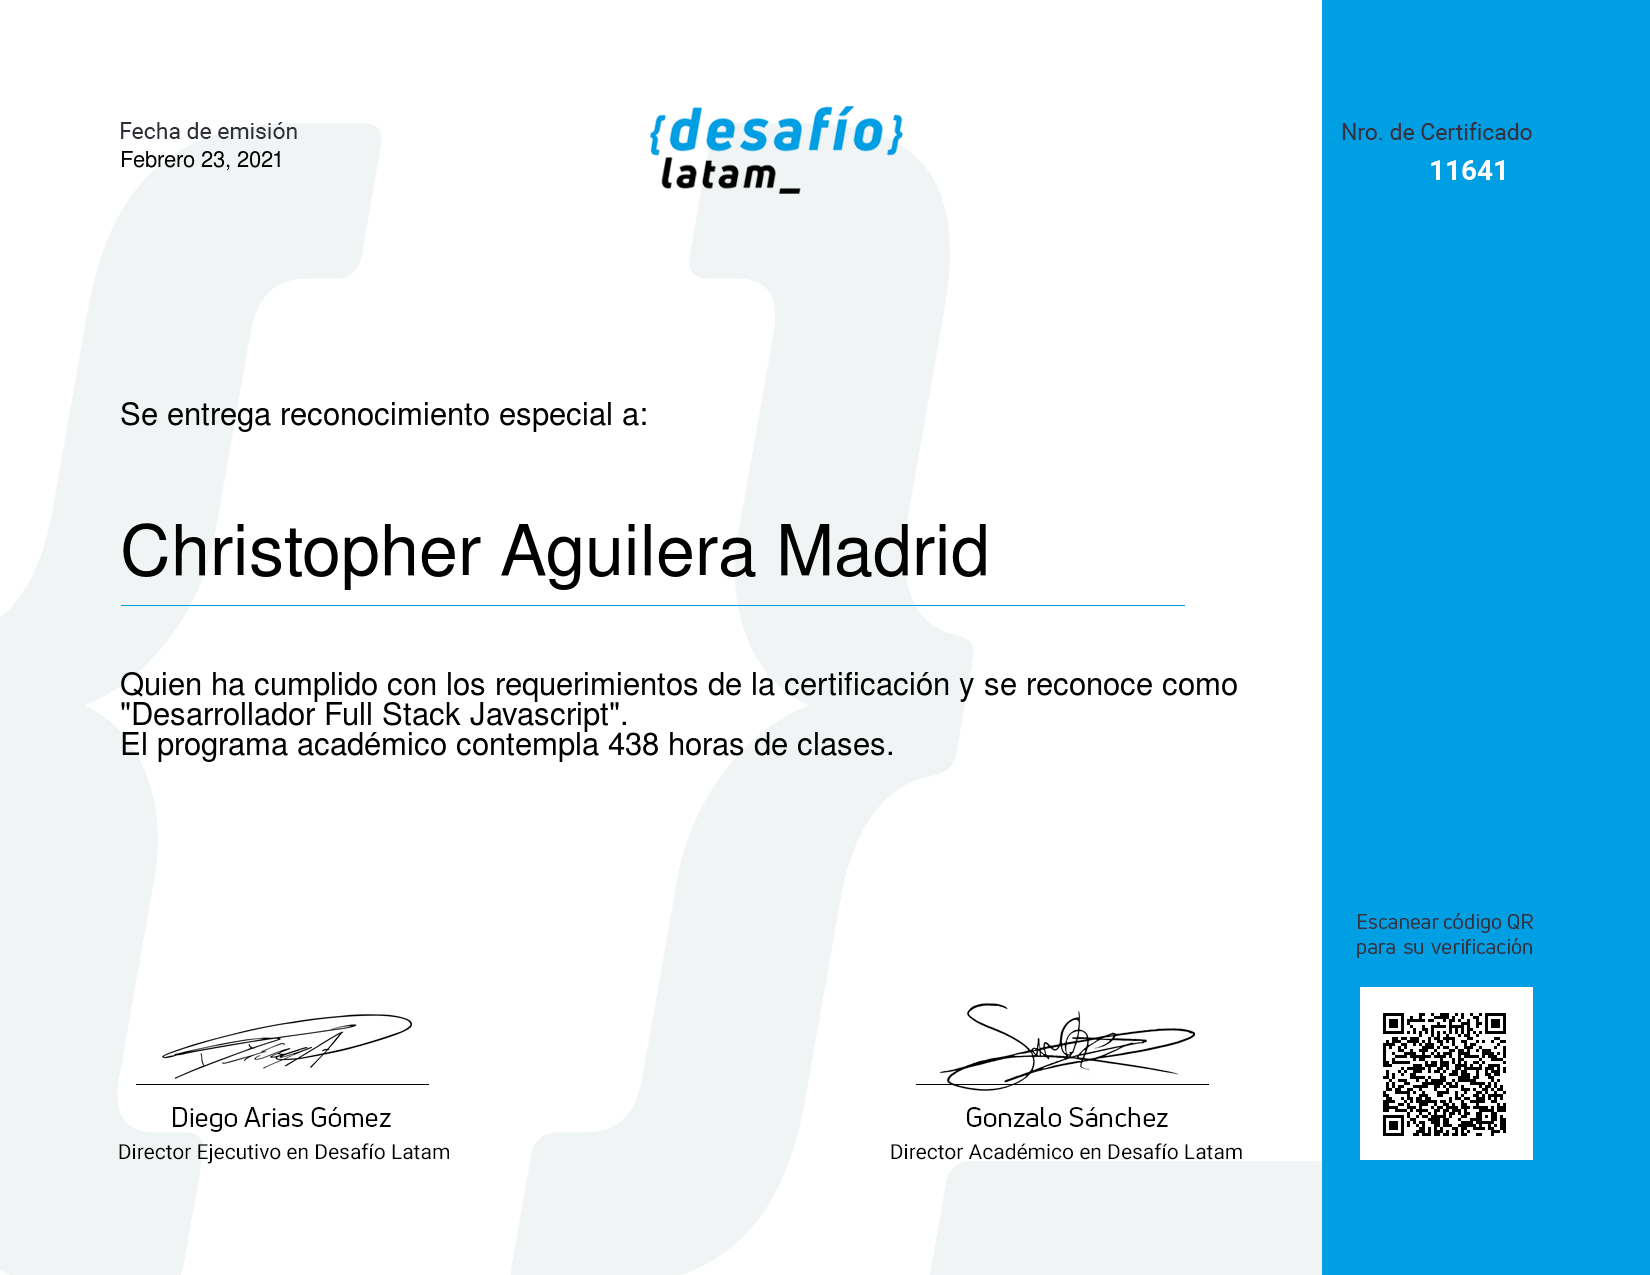 Fecha de emisión
Febrero 23, 2021
{desafío}
latam_
Nro. de Certificado
11641
Se entrega reconocimiento especial a:
Christopher Aguilera Madrid
Quien ha cumplido con los requerimientos de la certificación y se reconoce como
"Desarrollador Full Stack Javascript".
El programa académico contempla 438 horas de clases.
Escanear código QR
para su verificación
Diego Arias Gómez
Director Ejecutivo en Desafío Latam
Gonzalo Sánchez
Director Académico en Desafío Latam